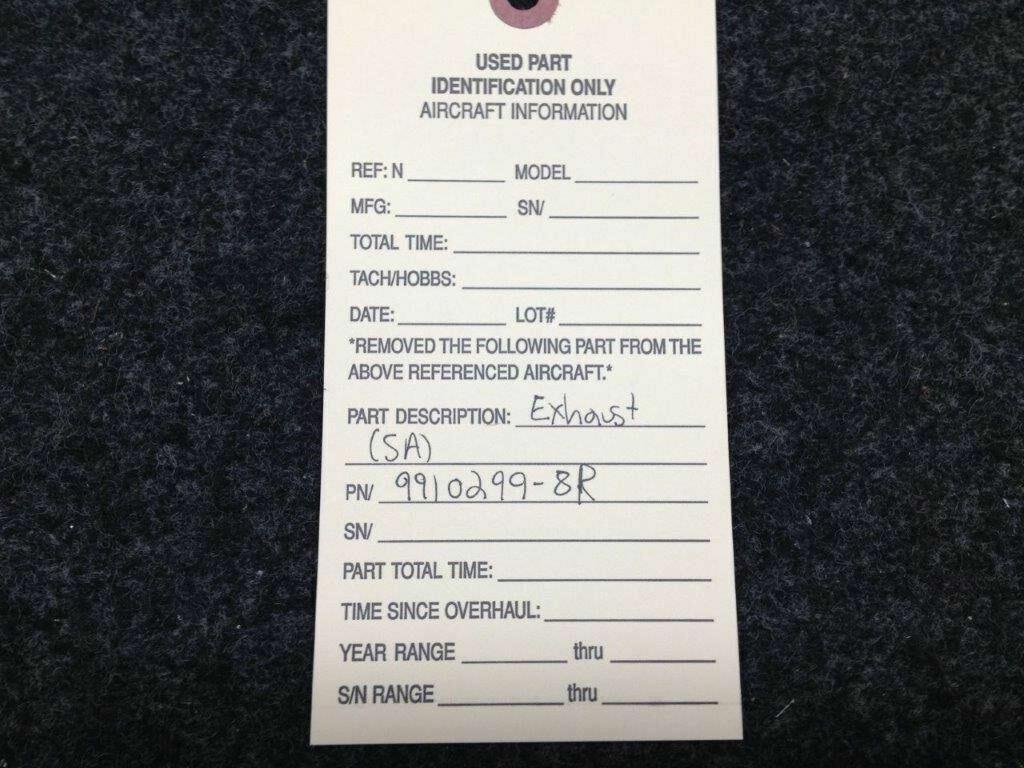 USED PART
IDENTIFICATION ONLY
AIRCRAFT INFORMATION
REF: N MODEL
MFG: SN/
TOTAL TIME:
TACH/HOBBS:
DATE: LOT#
*REMOVED THE FOLLOWING PART FROM THE
ABOVE REFERENCED AIRCRAFT.*
PART DESCRIPTION: Exhaust
(SA)
PN/ 9910299-8R
SN/
PART TOTAL TIME:
TIME SINCE OVERHAUL:
YEAR RANGE thru
S/N RANGE thru